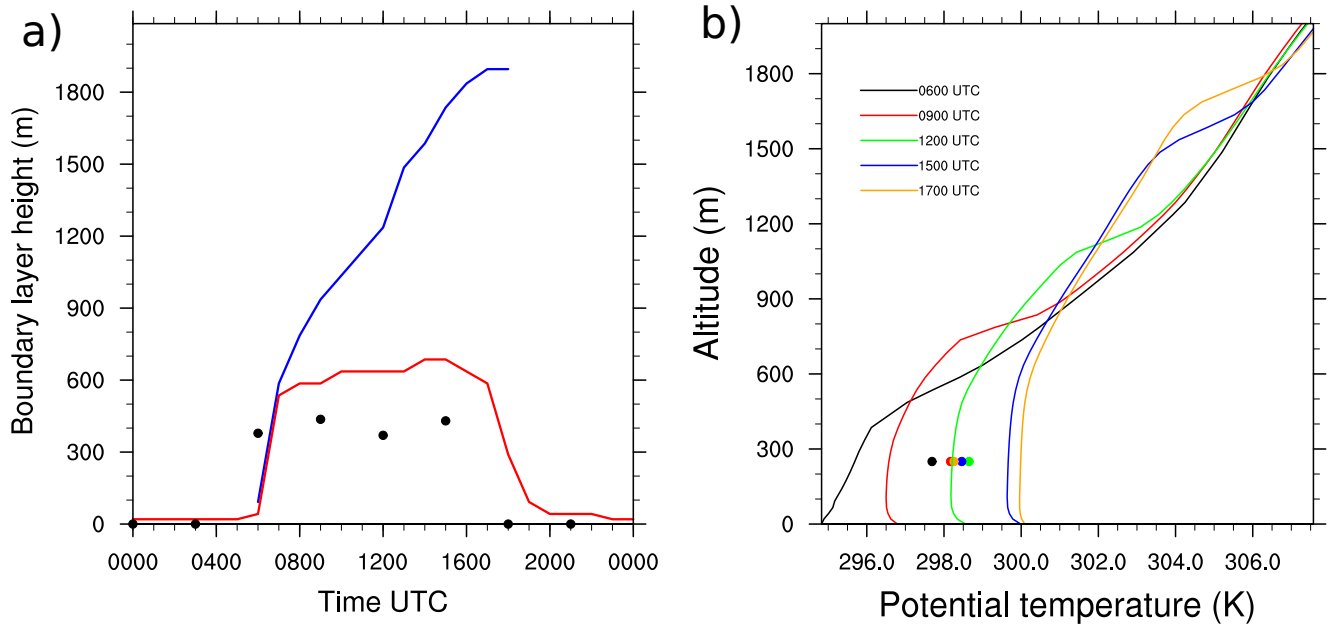 a)
Boundary layer height (m)
1800
1500
1200
900
600
300
0
0000 0400 0800 1200 1600 2000 0000
Time UTC
b)
Altitude (m)
1800
1500
1200
900
600
300
0
0600 UTC
0900 UTC
1200 UTC
1500 UTC
1700 UTC
296.0 298.0 300.0 302.0 304.0 306.0
Potential temperature (K)